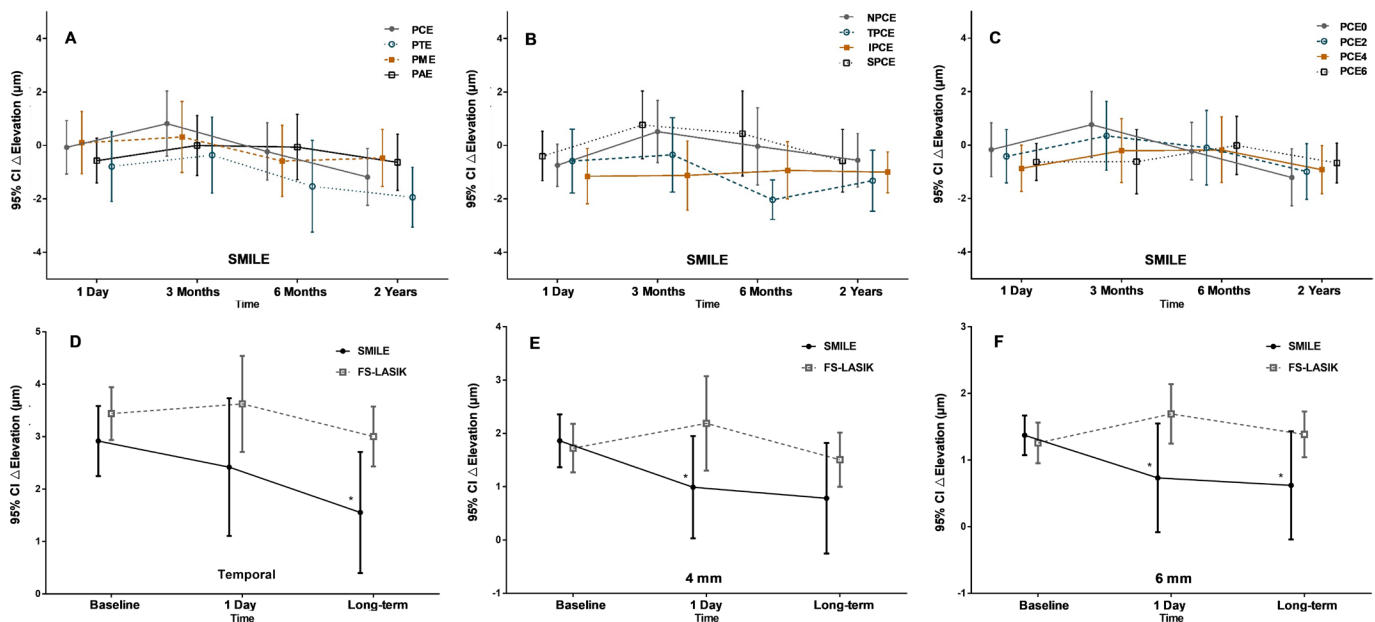 A
PCE
PTE
PME
PAE
95% CI △ Elevation (μm)
4
2
0
-2
-4
SMILE
1 Day
3 Months
6 Months
2 Years
Time
B
NPCE
TPCE
IPCE
SPCE
95% CI △ Elevation (μm)
4
2
0
-2
-4
SMILE
1 Day
3 Months
6 Months
2 Years
Time
C
PCE0
PCE2
PCE4
PCE6
95% CI △ Elevation (μm)
4
2
0
-2
-4
SMILE
1 Day
3 Months
6 Months
2 Years
Time
D
SMILE
FS-LASIK
95% CI △ Elevation (μm)
5
4
3
2
1
0
*
Temporal
Baseline
1 Day
Long-term
Time
E
SMILE
FS-LASIK
95% CI △ Elevation (μm)
4
3
2
1
0
-1
*
4 mm
Baseline
1 Day
Long-term
Time
F
SMILE
FS-LASIK
95% CI △ Elevation (μm)
3
2
1
0
-1
*
*
6 mm
Baseline
1 Day
Long-term
Time